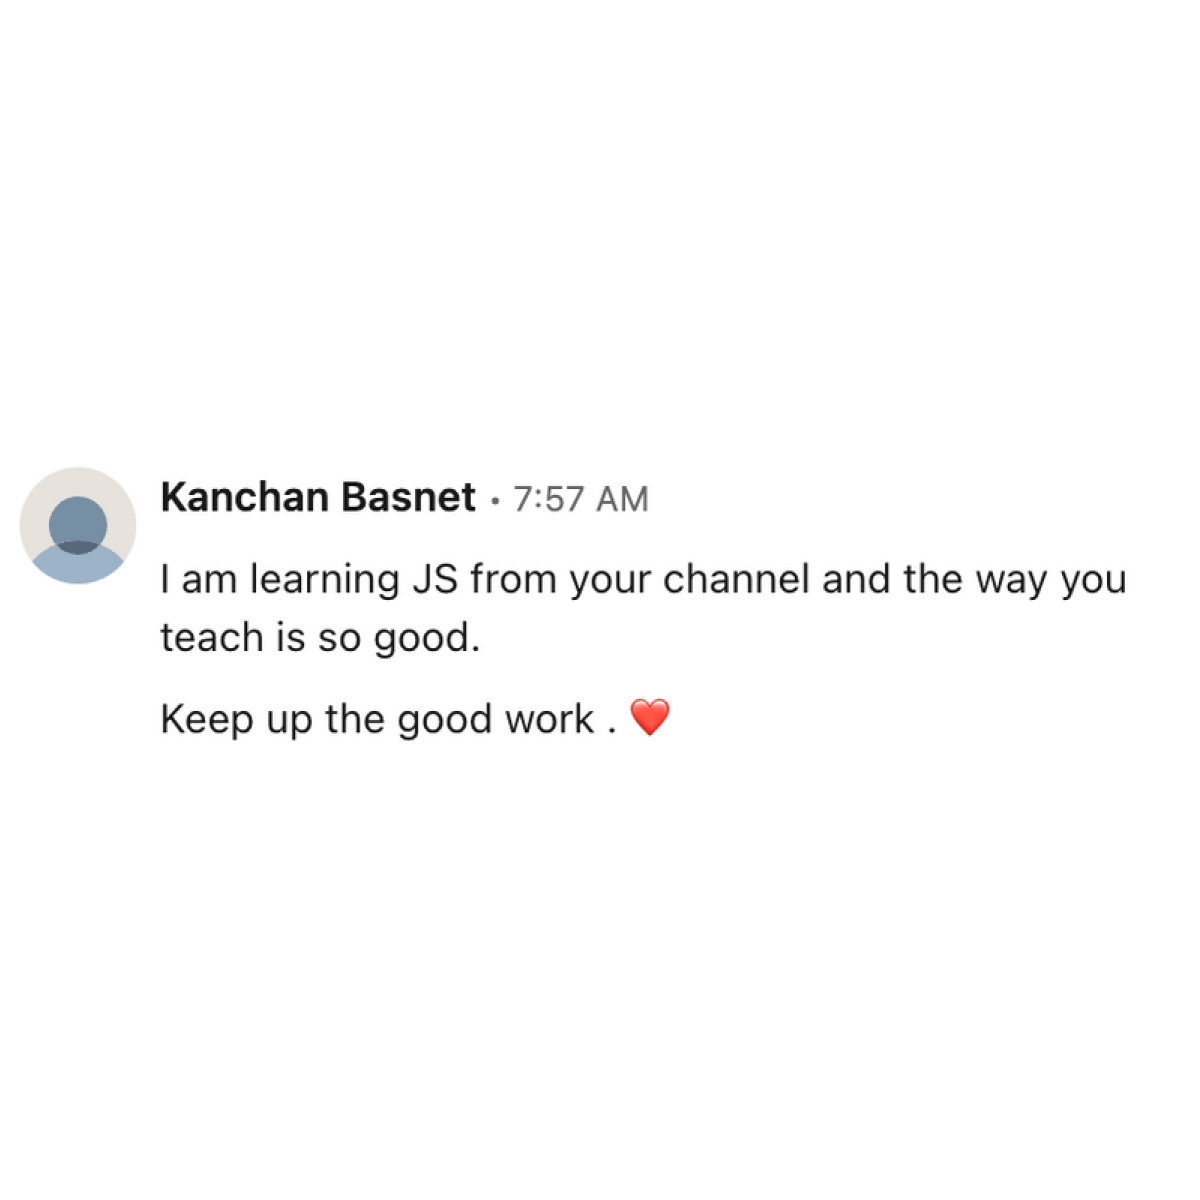 Kanchan Basnet • 7:57 AM
I am learning JS from your channel and the way you
teach is so good.
Keep up the good work . ❤️